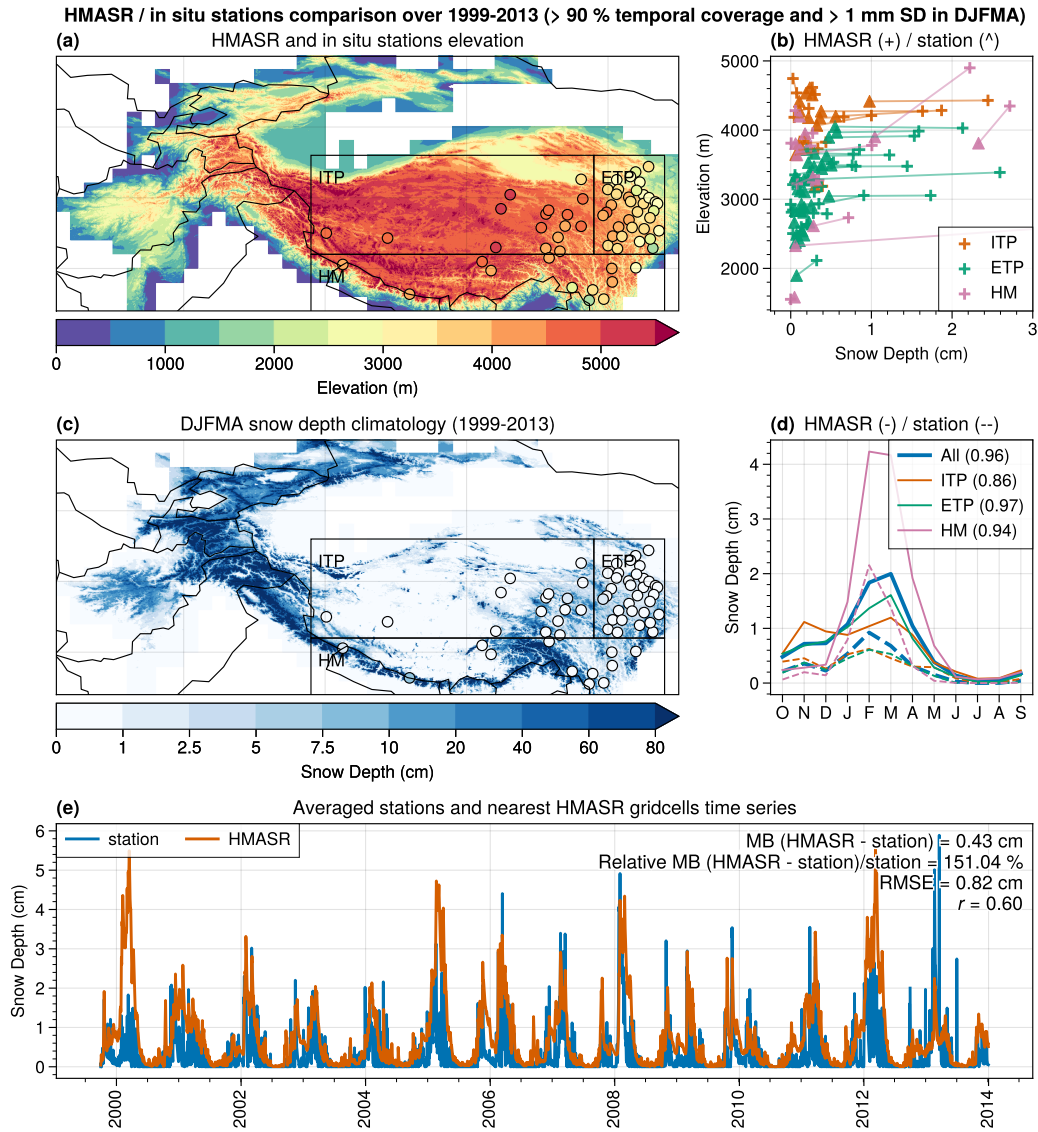 HMASR / in situ stations comparison over 1999-2013 (> 90 % temporal coverage and > 1 mm SD in DJFMA)
(a) HMASR and in situ stations elevation
ITP
ETP
HM
0 1000 2000 3000 4000 5000
Elevation (m)
(b) HMASR (+) / station (^)
5000
4000
3000
2000
Elevation (m)
ITP
ETP
HM
0 1 2 3
Snow Depth (cm)
(c) DJFMA snow depth climatology (1999-2013)
ITP
ETP
HM
0 1 2.5 5 7.5 10 20 40 60 80
Snow Depth (cm)
(d) HMASR (-) / station (--)
4
3
2
1
0
Snow Depth (cm)
All (0.96)
ITP (0.86)
ETP (0.97)
HM (0.94)
O N D J F M A M J J A S
(e) Averaged stations and nearest HMASR gridcells time series
station HMASR
MB (HMASR - station) = 0.43 cm
Relative MB (HMASR - station)/station = 151.04 %
RMSE = 0.82 cm
r = 0.60
6
5
4
3
2
1
0
Snow Depth (cm)
2000 2002 2004 2006 2008 2010 2012 2014